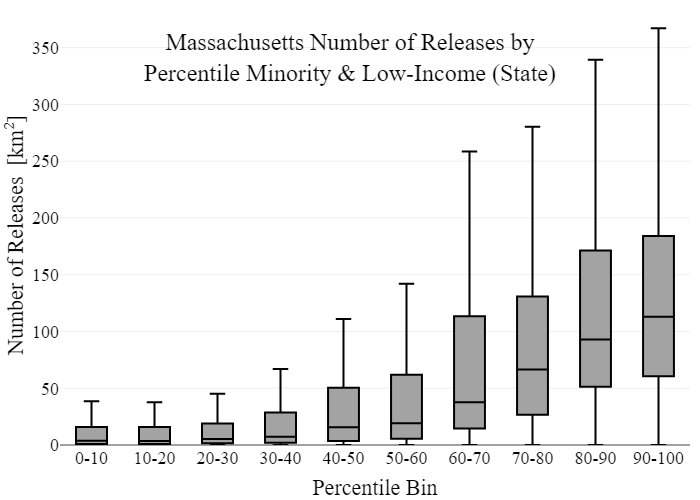 Massachusetts Number of Releases by
Percentile Minority & Low-Income (State)
Number of Releases [km²]
350
300
250
200
150
100
50
0
0-10 10-20 20-30 30-40 40-50 50-60 60-70 70-80 80-90 90-100
Percentile Bin